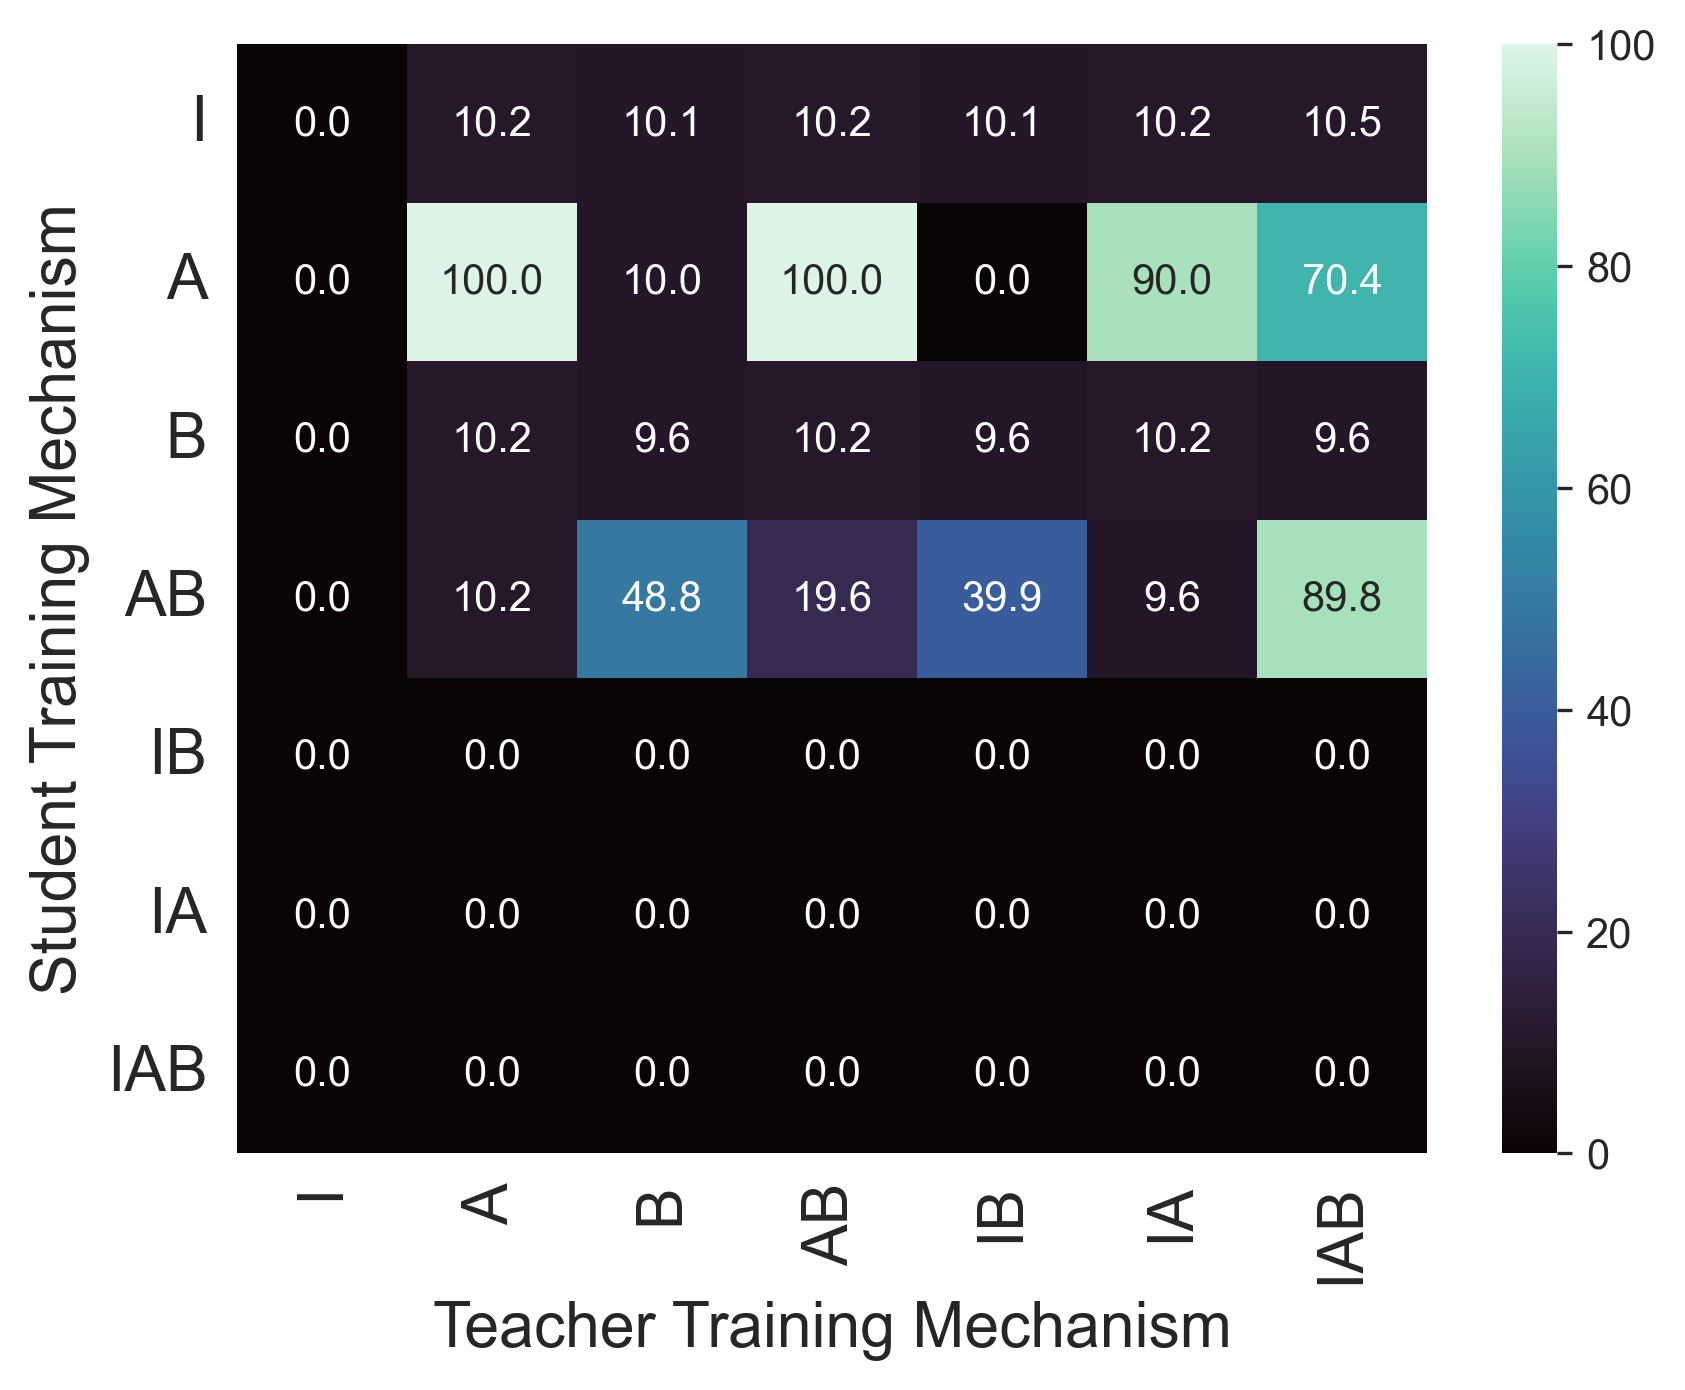 Student Training Mechanism
I 0.0 10.2 10.1 10.2 10.1 10.2 10.5
A 0.0 100.0 10.0 100.0 0.0 90.0 70.4
B 0.0 10.2 9.6 10.2 9.6 10.2 9.6
AB 0.0 10.2 48.8 19.6 39.9 9.6 89.8
IB 0.0 0.0 0.0 0.0 0.0 0.0 0.0
IA 0.0 0.0 0.0 0.0 0.0 0.0 0.0
IAB 0.0 0.0 0.0 0.0 0.0 0.0 0.0
I A B AB IB IA IAB
Teacher Training Mechanism
100
80
60
40
20
0